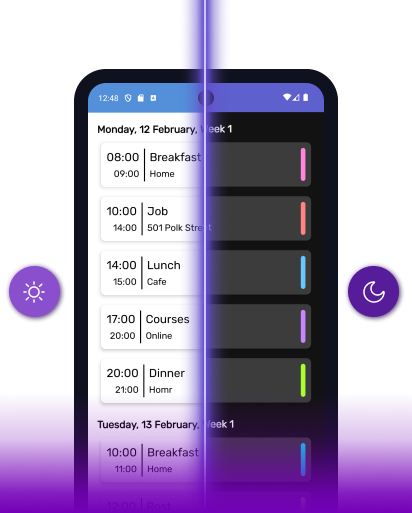 12:48
Monday, 12 February, Week 1
08:00 Breakfast
09:00 Home
10:00 Job
14:00 501 Polk Street
14:00 Lunch
15:00 Cafe
17:00 Courses
20:00 Online
20:00 Dinner
21:00 Homr
Tuesday, 13 February, Week 1
10:00 Breakfast
11:00 Home